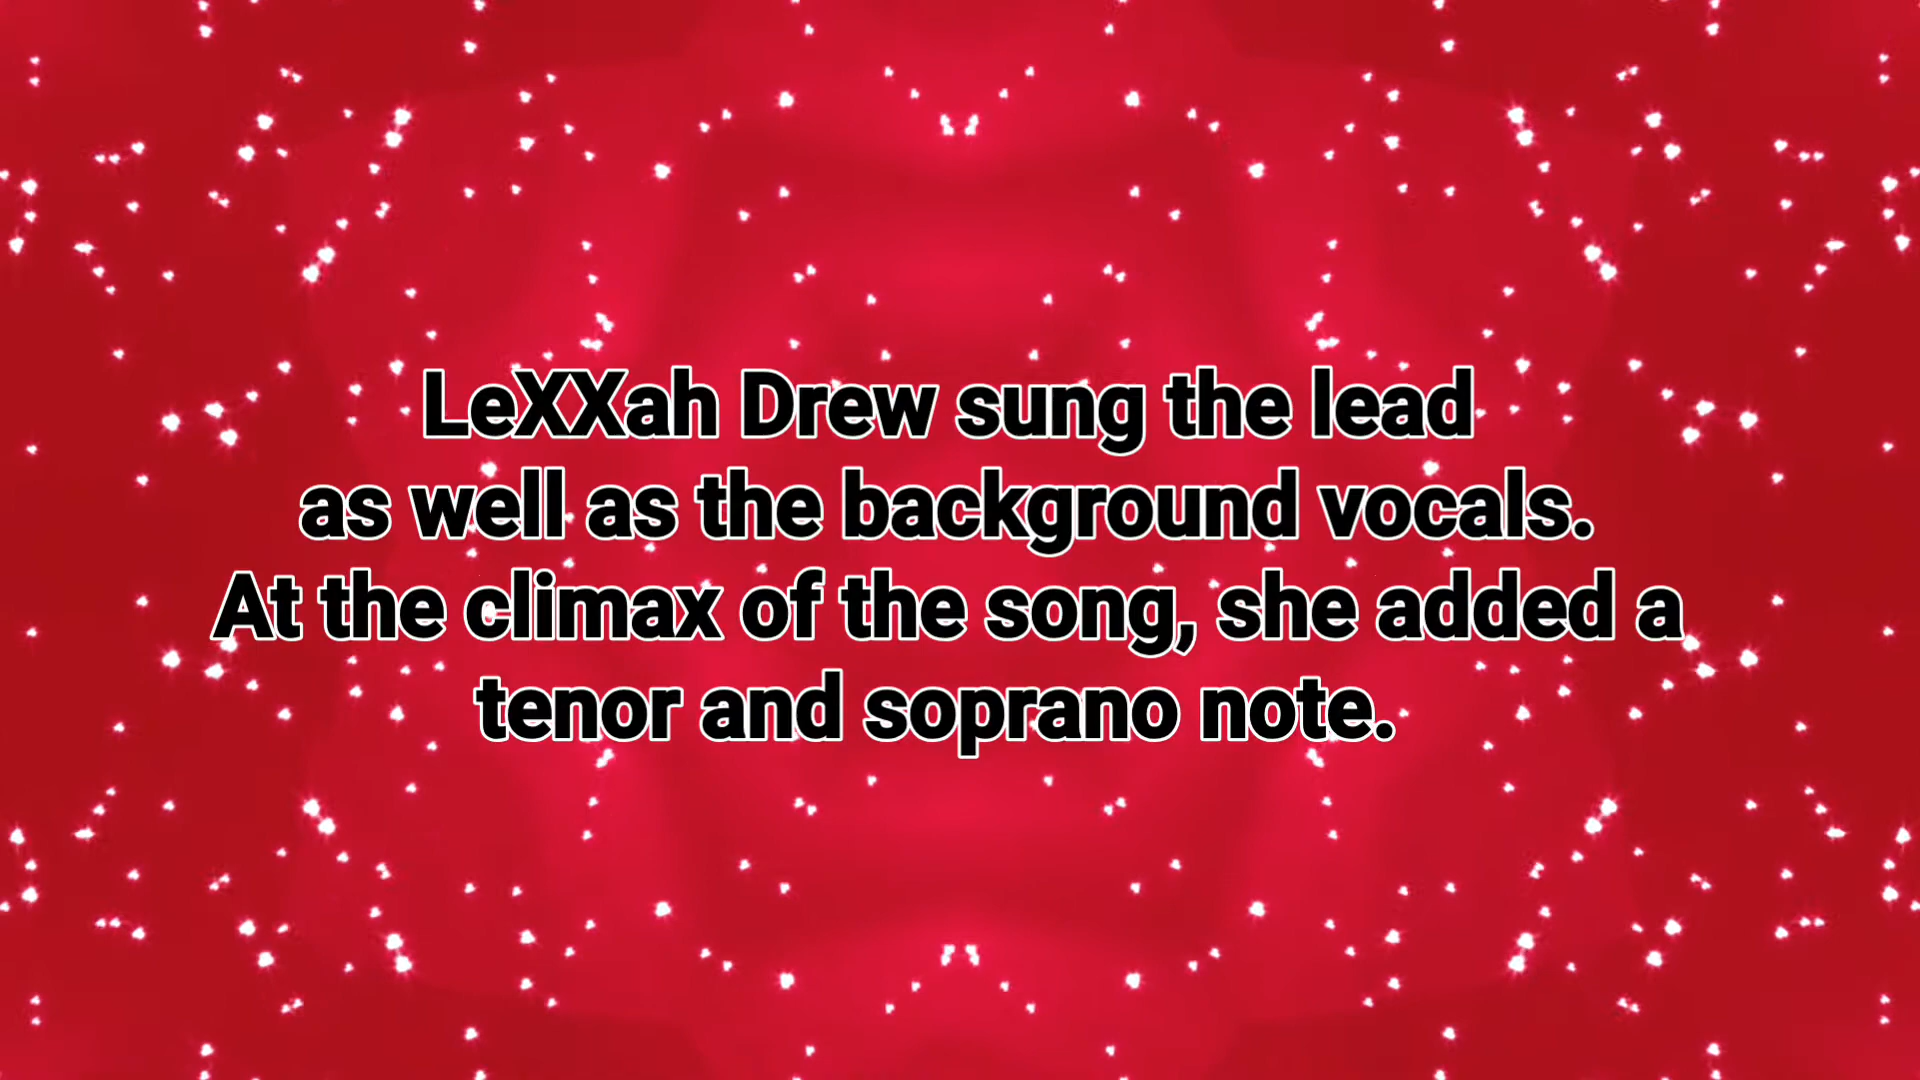 LeXXah Drew sung the lead
as well as the background vocals.
At the climax of the song, she added a
tenor and soprano note.